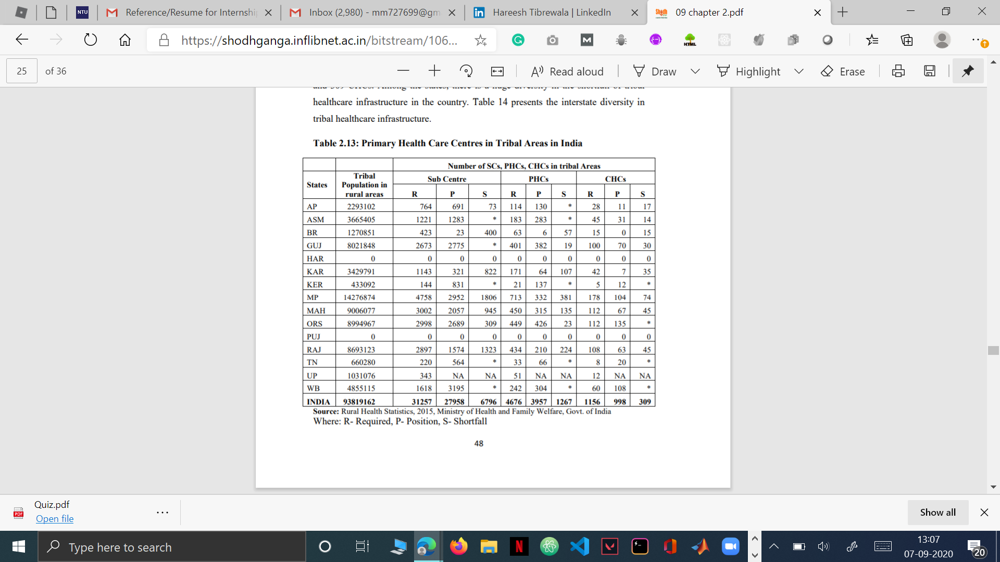 NTU
Reference/Resume for Internshi
Inbox (2,980) - mm727699@gm
in
Hareesh Tibrewala | LinkedIn
Shodh
09 chapter 2.pdf
https://shodhganga.inflibnet.ac.in/bitstream/106...
G
M
HTML
25 of 36
A Read aloud
Draw
Highlight
Erase
healthcare infrastructure in the country. Table 14 presents the interstate diversity in
tribal healthcare infrastructure.
Table 2.13: Primary Health Care Centres in Tribal Areas in India
Number of SCs, PHCs, CHCs in tribal Areas
States Tribal Population in rural areas Sub Centre PHCs CHCs
R P S R P S R P S
AP 2293102 764 691 73 114 130 * 28 11 17
ASM 3665405 1221 1283 * 183 283 * 45 31 14
BR 1270851 423 23 400 63 6 57 15 0 15
GUJ 8021848 2673 2775 * 401 382 19 100 70 30
HAR 0 0 0 0 0 0 0 0 0 0
KAR 3429791 1143 321 822 171 64 107 42 7 35
KER 433092 144 831 * 21 137 * 5 12 *
MP 14276874 4758 2952 1806 713 332 381 178 104 74
MAH 9006077 3002 2057 945 450 315 135 112 67 45
ORS 8994967 2998 2689 309 449 426 23 112 135 *
PUJ 0 0 0 0 0 0 0 0 0 0
RAJ 8693123 2897 1574 1323 434 210 224 108 63 45
TN 660280 220 564 * 33 66 * 8 20 *
UP 1031076 343 NA NA 51 NA NA 12 NA NA
WB 4855115 1618 3195 * 242 304 * 60 108 *
INDIA 93819162 31257 27958 6796 4676 3957 1267 1156 998 309
Source: Rural Health Statistics, 2015, Ministry of Health and Family Welfare, Govt. of India
Where: R- Required, P- Position, S- Shortfall
48
PDF
Quiz.pdf
Open file
...
Show all
Type here to search
N
13:07
07-09-2020
20